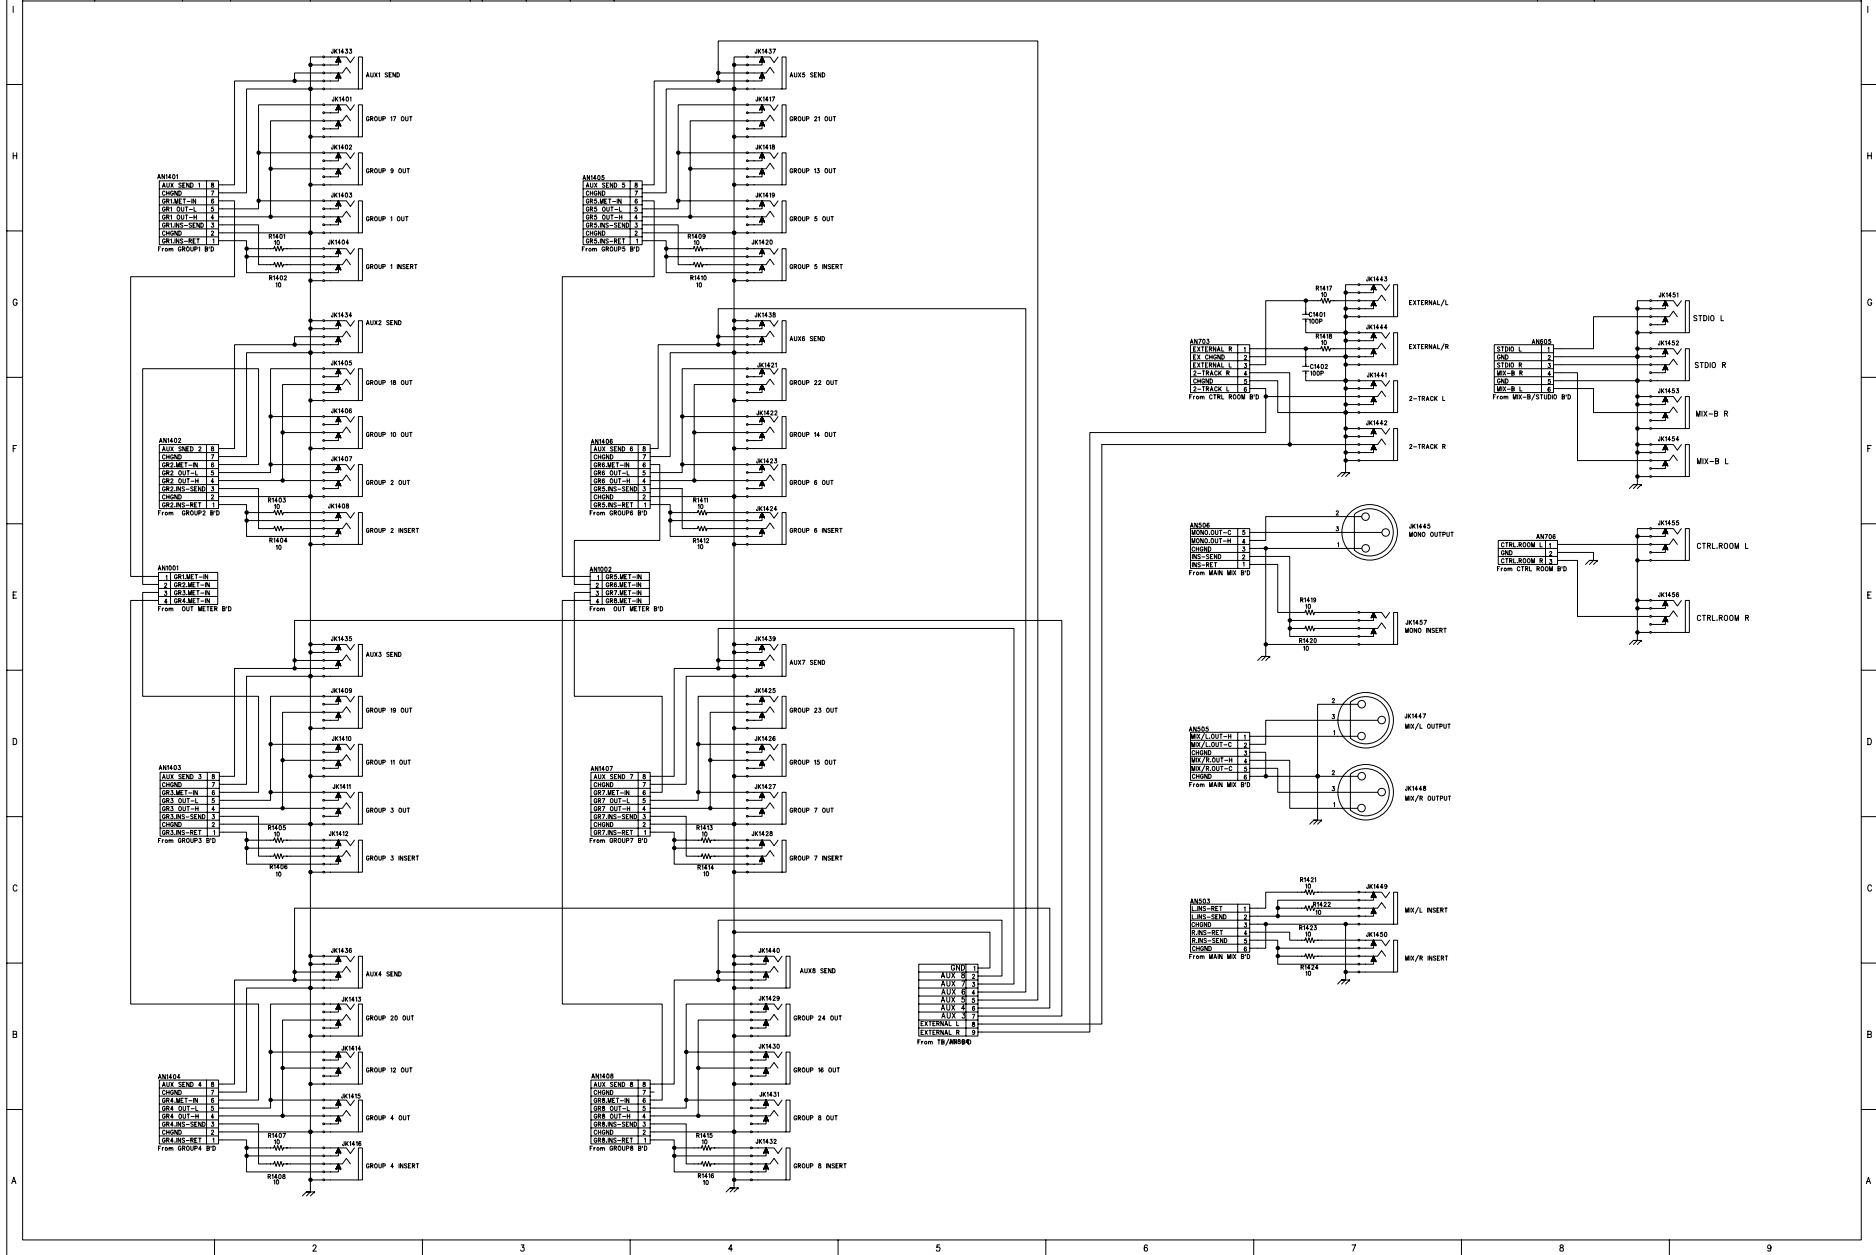 I
I
JK1433
AUX1 SEND
JK1401
GROUP 17 OUT
JK1402
GROUP 9 OUT
JK1403
GROUP 1 OUT
JK1404
GROUP 1 INSERT
AN1401
AUX SEND 1 8
CHGND 7
GR1.MET-IN 6
GR1 OUT-L 5
GR1 OUT-H 4
GR1.INS-SEND 3
CHGND 2
GR1.INS-RET 1
From GROUP1 B'D
R1401
10
R1402
10
JK1437
AUX5 SEND
JK1417
GROUP 21 OUT
JK1418
GROUP 13 OUT
JK1419
GROUP 5 OUT
JK1420
GROUP 5 INSERT
AN1405
AUX SEND 5 8
CHGND 7
GR5.MET-IN 6
GR5 OUT-L 5
GR5 OUT-H 4
GR5.INS-SEND 3
CHGND 2
GR5.INS-RET 1
From GROUP5 B'D
R1409
10
R1410
10
H
H
JK1434
AUX2 SEND
JK1405
GROUP 18 OUT
JK1406
GROUP 10 OUT
JK1407
GROUP 2 OUT
JK1408
GROUP 2 INSERT
AN1402
AUX SNED 2 8
CHGND 7
GR2.MET-IN 6
GR2 OUT-L 5
GR2 OUT-H 4
GR2.INS-SEND 3
CHGND 2
GR2.INS-RET 1
From GROUP2 B'D
R1403
10
R1404
10
JK1438
AUX6 SEND
JK1421
GROUP 22 OUT
JK1422
GROUP 14 OUT
JK1423
GROUP 6 OUT
JK1424
GROUP 6 INSERT
AN1406
AUX SEND 6 8
CHGND 7
GR6.MET-IN 6
GR6 OUT-L 5
GR6 OUT-H 4
GR5.INS-SEND 3
CHGND 2
GR5.INS-RET 1
From GROUP6 B'D
R1411
10
R1412
10
G
G
JK1443
EXTERNAL/L
R1417
10
C1401
100P
JK1444
EXTERNAL/R
R1418
10
C1402
100P
JK1441
2-TRACK L
JK1442
2-TRACK R
AN703
EXTERNAL R 1
EX CHGND 2
EXTERNAL L 3
2-TRACK R 4
CHGND 5
2-TRACK L 6
From CTRL ROOM B'D
JK1451
STDIO L
JK1452
STDIO R
JK1453
MIX-B R
JK1454
MIX-B L
AN605
STDIO L 1
GND 2
STDIO R 3
MIX-B R 4
GND 5
MIX-B L 6
From MIX-B/STUDIO B'D
F
F
AN1001
1 GR1.MET-IN
2 GR2.MET-IN
3 GR3.MET-IN
4 GR4.MET-IN
From OUT METER B'D
AN1002
1 GR5.MET-IN
2 GR6.MET-IN
3 GR7.MET-IN
4 GR8.MET-IN
From OUT METER B'D
AN506
MONO.OUT-C 5
MONO.OUT-H 4
CHGND 3
INS-SEND 2
INS-RET 1
From MAIN MIX B'D
2
3
1
JK1445
MONO OUTPUT
R1419
10
R1420
10
JK1457
MONO INSERT
AN706
CTRL.ROOM L 1
GND 2
CTRL.ROOM R 3
From CTRL ROOM B'D
JK1455
CTRL.ROOM L
JK1456
CTRL.ROOM R
E
E
JK1435
AUX3 SEND
JK1409
GROUP 19 OUT
JK1410
GROUP 11 OUT
JK1411
GROUP 3 OUT
JK1412
GROUP 3 INSERT
AN1403
AUX SEND 3 8
CHGND 7
GR3.MET-IN 6
GR3 OUT-L 5
GR3 OUT-H 4
GR3.INS-SEND 3
CHGND 2
GR3.INS-RET 1
From GROUP3 B'D
R1405
10
R1406
10
JK1439
AUX7 SEND
JK1425
GROUP 23 OUT
JK1426
GROUP 15 OUT
JK1427
GROUP 7 OUT
JK1428
GROUP 7 INSERT
AN1407
AUX SEND 7 8
CHGND 7
GR7.MET-IN 6
GR7 OUT-L 5
GR7 OUT-H 4
GR7.INS-SEND 3
CHGND 2
GR7.INS-RET 1
From GROUP7 B'D
R1413
10
R1414
10
D
D
AN505
MIX/L.OUT-H 1
MIX/L.OUT-C 2
CHGND 3
MIX/R.OUT-H 4
MIX/R.OUT-C 5
CHGND 6
From MAIN MIX B'D
2
3
1
JK1447
MIX/L OUTPUT
2
3
1
JK1448
MIX/R OUTPUT
C
C
AN503
L.INS-RET 1
L.INS-SEND 2
CHGND 3
R.INS-RET 4
R.INS-SEND 5
CHGND 6
From MAIN MIX B'D
R1421
10
R1422
10
R1423
10
R1424
10
JK1449
MIX/L INSERT
JK1450
MIX/R INSERT
JK1436
AUX4 SEND
JK1413
GROUP 20 OUT
JK1414
GROUP 12 OUT
JK1415
GROUP 4 OUT
JK1416
GROUP 4 INSERT
AN1404
AUX SEND 4 8
CHGND 7
GR4.MET-IN 6
GR4 OUT-L 5
GR4 OUT-H 4
GR4.INS-SEND 3
CHGND 2
GR4.INS-RET 1
From GROUP4 B'D
R1407
10
R1408
10
JK1440
AUX8 SEND
JK1429
GROUP 24 OUT
JK1430
GROUP 16 OUT
JK1431
GROUP 8 OUT
JK1432
GROUP 8 INSERT
AN1408
AUX SEND 8 8
CHGND 7
GR8.MET-IN 6
GR8 OUT-L 5
GR8 OUT-H 4
GR8.INS-SEND 3
CHGND 2
GR8.INS-RET 1
From GROUP8 B'D
R1415
10
R1416
10
GND 1
AUX 8 2
AUX 7 3
AUX 6 4
AUX 5 5
AUX 4 6
AUX 3 7
EXTERNAL L 8
EXTERNAL R 9
From
B
B
A
A
2
3
4
5
6
7
8
9